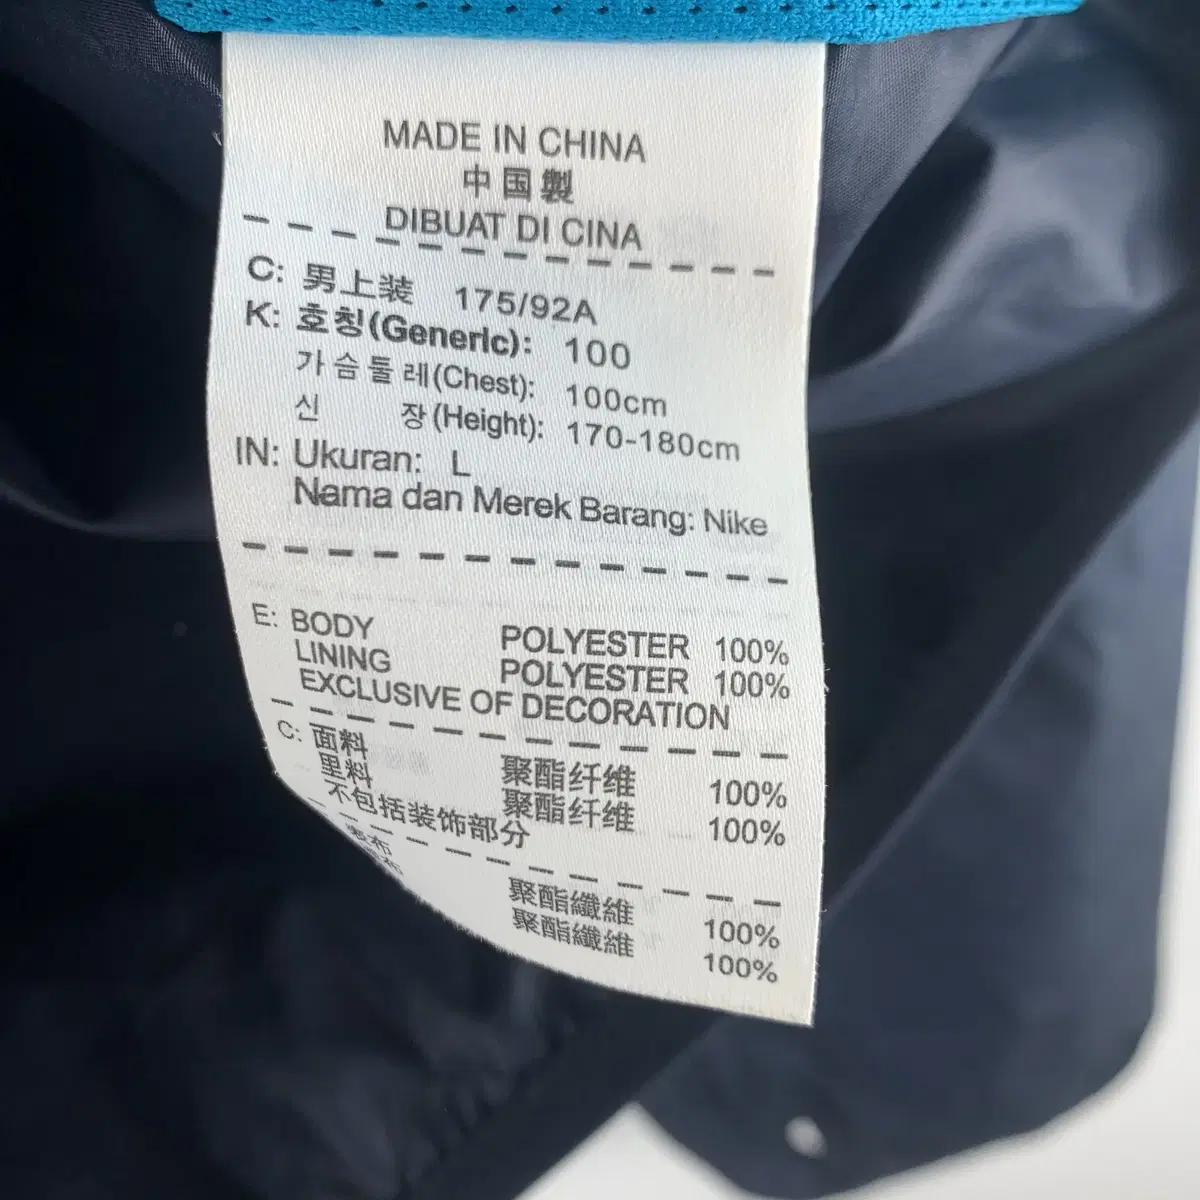 MADE IN CHINA
中国製
DIBUAT DI CINA
C: 男上装 175/92A
K: 호칭(Generic): 100
가슴둘레(Chest): 100cm
신 장(Height): 170-180cm
IN: Ukuran: L
Nama dan Merek Barang: Nike
E: BODY POLYESTER 100%
LINING POLYESTER 100%
EXCLUSIVE OF DECORATION
C: 面料 聚酯纤维 100%
里料 聚酯纤维 100%
不包括装饰部分
表布 聚酯纖維 100%
聚酯纖維 100%